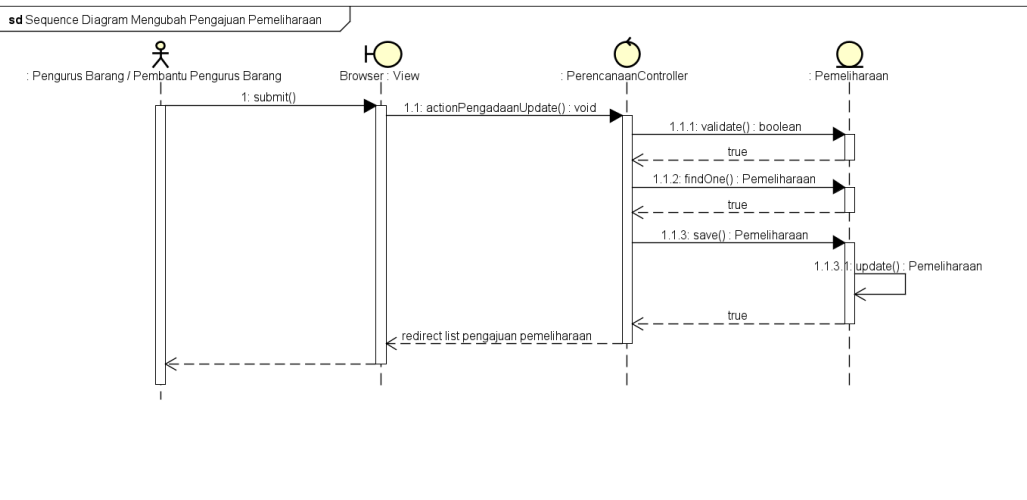 sd Sequence Diagram Mengubah Pengajuan Pemeliharaan
: Pengurus Barang / Pembantu Pengurus Barang
Browser : View
: PerencanaanController
: Pemeliharaan
1: submit()
1.1: actionPengadaanUpdate() : void
1.1.1: validate() : boolean
true
1.1.2: findOne() : Pemeliharaan
true
1.1.3: save() : Pemeliharaan
1.1.3.1: update() : Pemeliharaan
true
redirect list pengajuan pemeliharaan